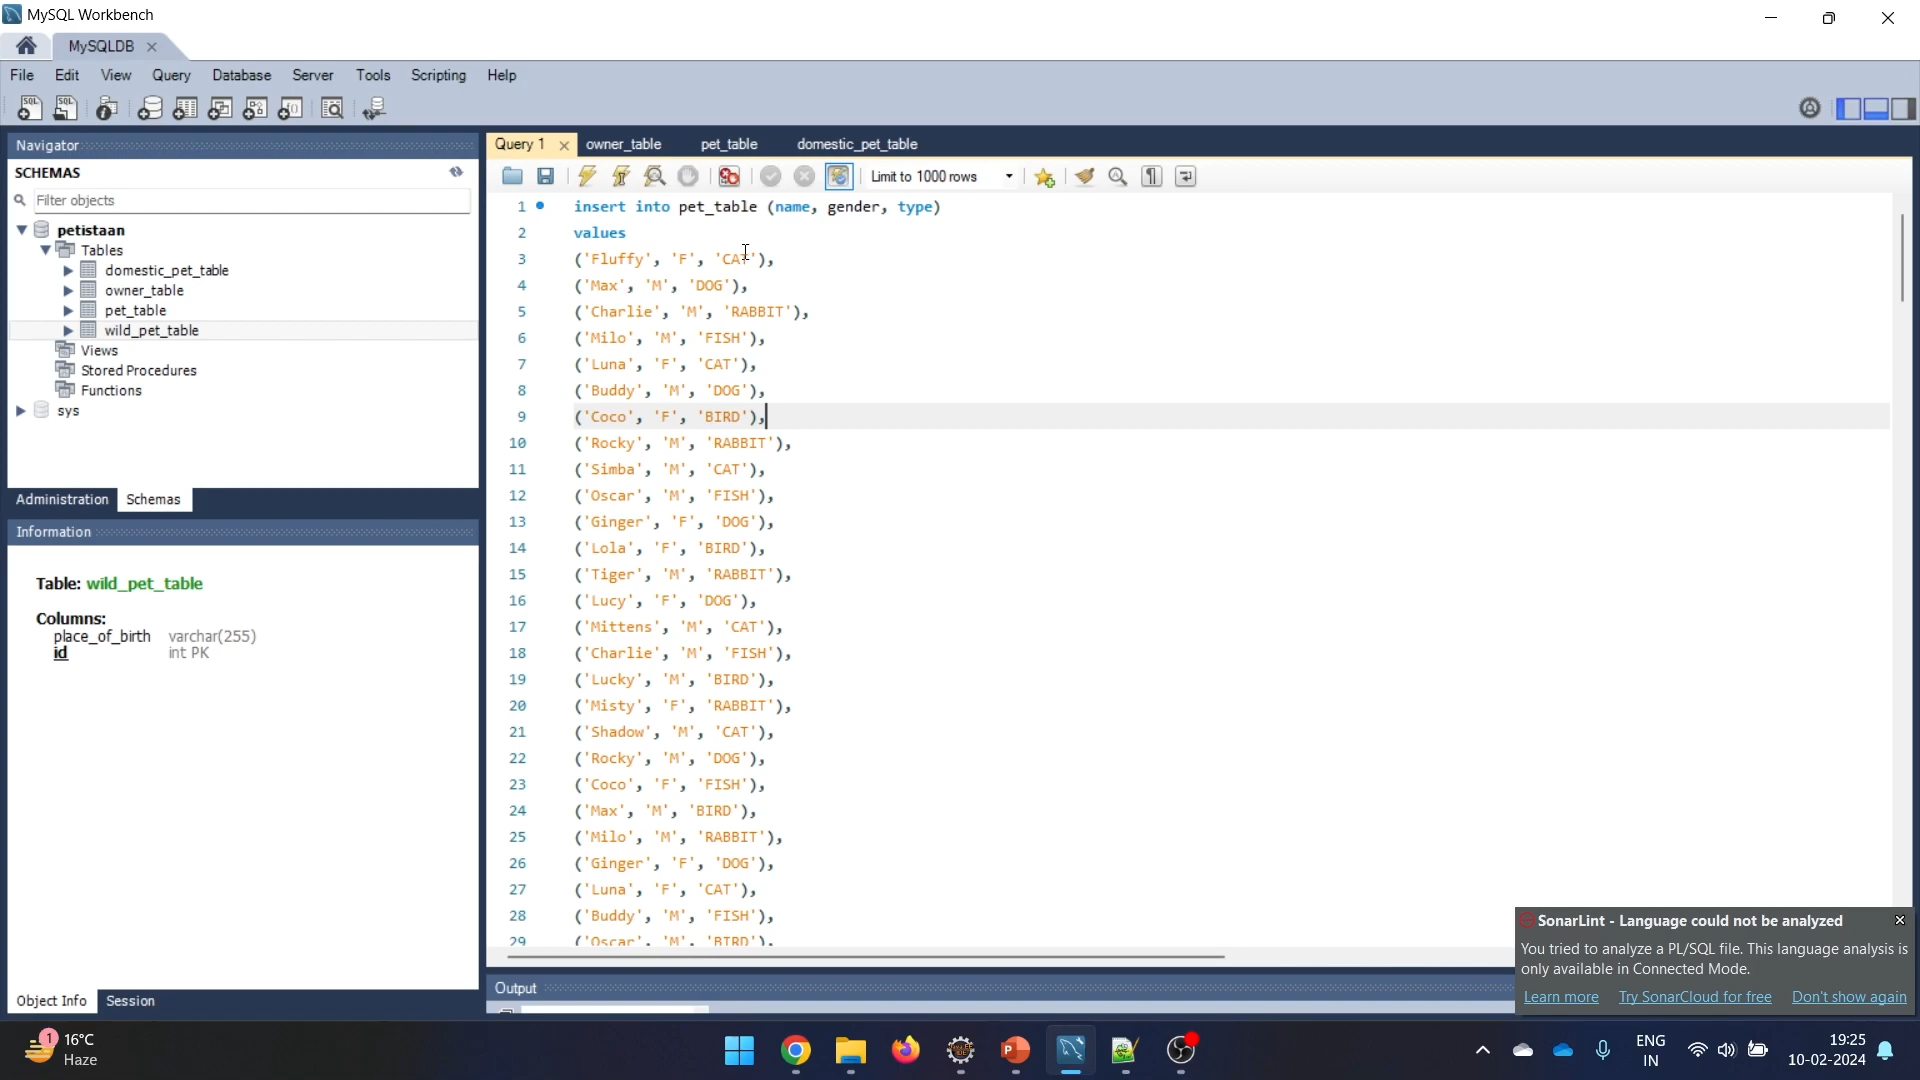 MySQL Workbench
MySQLDB
File Edit View Query Database Server Tools Scripting Help
Navigator
SCHEMAS
Filter objects
petistaan
Tables
domestic_pet_table
owner_table
pet_table
wild_pet_table
Views
Stored Procedures
Functions
sys
Administration Schemas
Information
Table: wild_pet_table
Columns:
place_of_birth varchar(255)
id int PK
Object Info Session
Query 1 owner_table pet_table domestic_pet_table
Limit to 1000 rows
1 insert into pet_table (name, gender, type)
2 values
3 ('Fluffy', 'F', 'CAT'),
4 ('Max', 'M', 'DOG'),
5 ('Charlie', 'M', 'RABBIT'),
6 ('Milo', 'M', 'FISH'),
7 ('Luna', 'F', 'CAT'),
8 ('Buddy', 'M', 'DOG'),
9 ('Coco', 'F', 'BIRD'),
10 ('Rocky', 'M', 'RABBIT'),
11 ('Simba', 'M', 'CAT'),
12 ('Oscar', 'M', 'FISH'),
13 ('Ginger', 'F', 'DOG'),
14 ('Lola', 'F', 'BIRD'),
15 ('Tiger', 'M', 'RABBIT'),
16 ('Lucy', 'F', 'DOG'),
17 ('Mittens', 'M', 'CAT'),
18 ('Charlie', 'M', 'FISH'),
19 ('Lucky', 'M', 'BIRD'),
20 ('Misty', 'F', 'RABBIT'),
21 ('Shadow', 'M', 'CAT'),
22 ('Rocky', 'M', 'DOG'),
23 ('Coco', 'F', 'FISH'),
24 ('Max', 'M', 'BIRD'),
25 ('Milo', 'M', 'RABBIT'),
26 ('Ginger', 'F', 'DOG'),
27 ('Luna', 'F', 'CAT'),
28 ('Buddy', 'M', 'FISH'),
29 ('Oscar', 'M', 'BIRD'),
Output
SonarLint - Language could not be analyzed
You tried to analyze a PL/SQL file. This language analysis is
only available in Connected Mode.
Learn more Try SonarCloud for free Don't show again
1
16°C
Haze
ENG
IN
19:25
10-02-2024